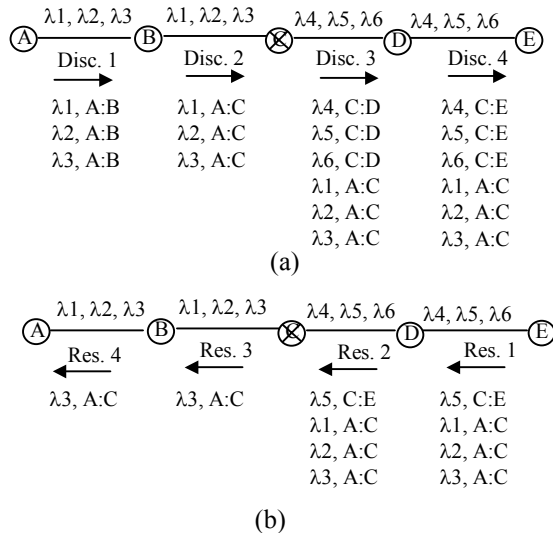 λ1, λ2, λ3 λ1, λ2, λ3 λ4, λ5, λ6 λ4, λ5, λ6
A B C D E
Disc. 1 Disc. 2 Disc. 3 Disc. 4
λ1, A:B λ1, A:C λ4, C:D λ4, C:E
λ2, A:B λ2, A:C λ5, C:D λ5, C:E
λ3, A:B λ3, A:C λ6, C:D λ6, C:E
λ1, A:C λ1, A:C
λ2, A:C λ2, A:C
λ3, A:C λ3, A:C
(a)
λ1, λ2, λ3 λ1, λ2, λ3 λ4, λ5, λ6 λ4, λ5, λ6
A B C D E
Res. 4 Res. 3 Res. 2 Res. 1
λ3, A:C λ3, A:C λ5, C:E λ5, C:E
λ1, A:C λ1, A:C
λ2, A:C λ2, A:C
λ3, A:C λ3, A:C
(b)